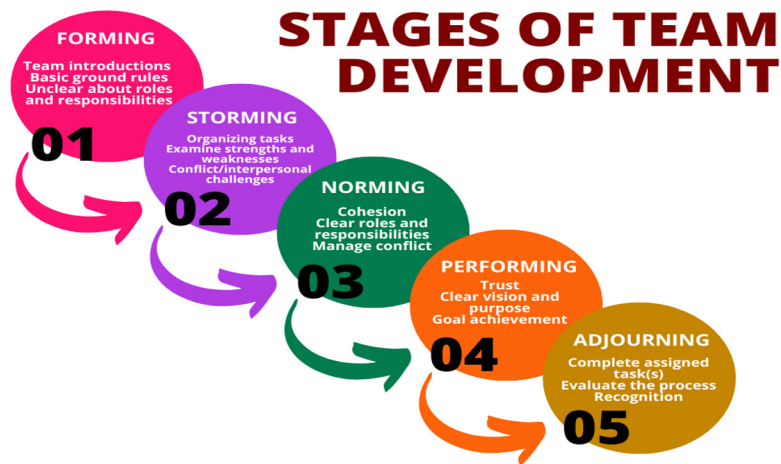 STAGES OF TEAM
DEVELOPMENT
FORMING
Team introductions
Basic ground rules
Unclear about roles
and responsibilities
01
STORMING
Organizing tasks
Examine strengths and
weaknesses
Conflict/interpersonal
challenges
02
NORMING
Cohesion
Clear roles and
responsibilities
Manage conflict
03
PERFORMING
Trust
Clear vision and
purpose
Goal achievement
04
ADJOURNING
Complete assigned
task(s)
Evaluate the process
Recognition
05